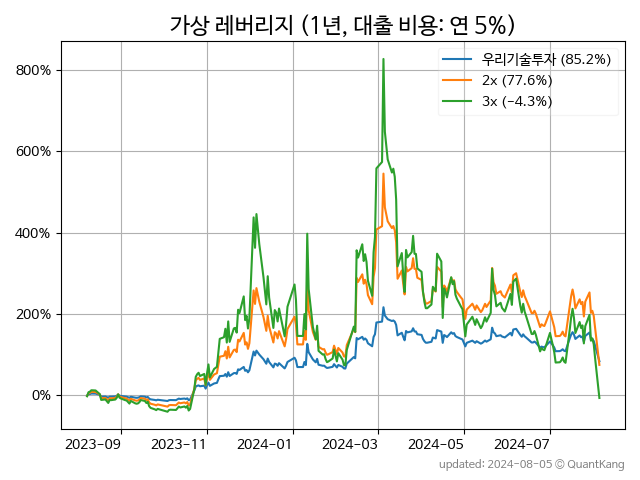 가상 레버리지 (1년, 대출 비용: 연 5%)
우리기술투자 (85.2%)
2x (77.6%)
3x (-4.3%)
800%
600%
400%
200%
0%
2023-09 2023-11 2024-01 2024-03 2024-05 2024-07
updated: 2024-08-05 © QuantKang